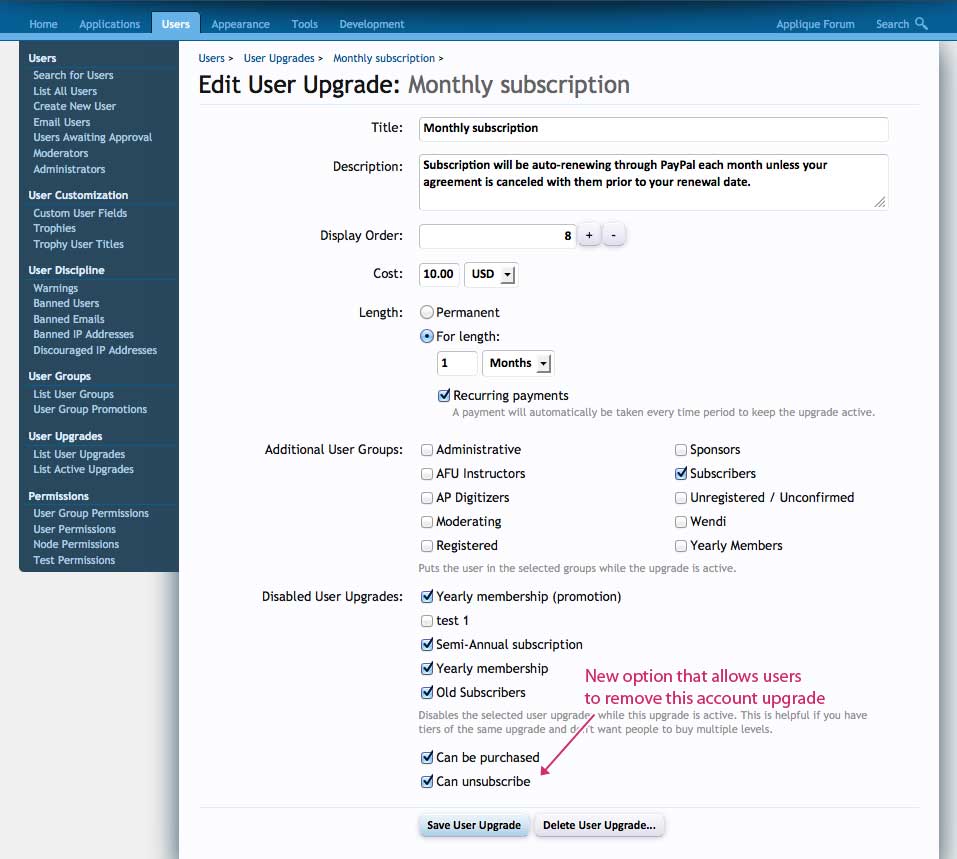 Home Applications Users Appearance Tools Development Applique Forum Search
Users
Search for Users
List All Users
Create New User
Email Users
Users Awaiting Approval
Moderators
Administrators
User Customization
Custom User Fields
Trophies
Trophy User Titles
User Discipline
Warnings
Banned Users
Banned Emails
Banned IP Addresses
Discouraged IP Addresses
User Groups
List User Groups
User Group Promotions
User Upgrades
List User Upgrades
List Active Upgrades
Permissions
User Group Permissions
User Permissions
Node Permissions
Test Permissions
Users > User Upgrades > Monthly subscription >
Edit User Upgrade: Monthly subscription
Title: Monthly subscription
Description: Subscription will be auto-renewing through PayPal each month unless your
agreement is canceled with them prior to your renewal date.
Display Order: 8 + -
Cost: 10.00 USD
Length: Permanent
For length:
1 Months
Recurring payments
A payment will automatically be taken every time period to keep the upgrade active.
Additional User Groups: Administrative Sponsors
AFU Instructors Subscribers
AP Digitizers Unregistered / Unconfirmed
Moderating Wendi
Registered Yearly Members
Puts the user in the selected groups while the upgrade is active.
Disabled User Upgrades: Yearly membership (promotion)
test 1
Semi-Annual subscription
Yearly membership
Old Subscribers
New option that allows users
to remove this account upgrade
Disables the selected user upgrade while this upgrade is active. This is helpful if you have
tiers of the same upgrade and don't want people to buy multiple levels.
Can be purchased
Can unsubscribe
Save User Upgrade Delete User Upgrade...